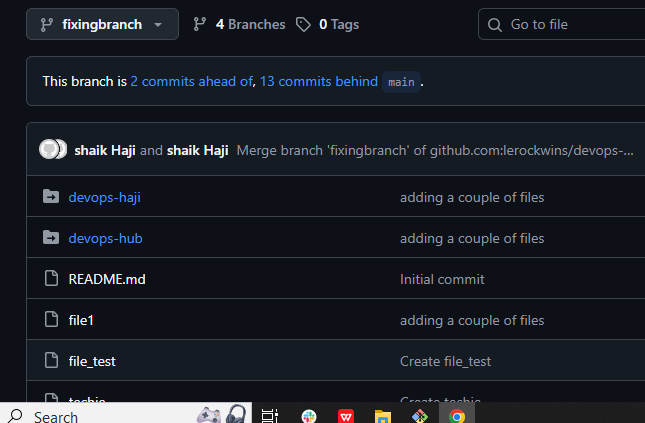 fixingbranch 4 Branches 0 Tags Go to file
This branch is 2 commits ahead of, 13 commits behind main .
shaik Haji and shaik Haji Merge branch 'fixingbranch' of github.com:lerockwins/devops-...
devops-haji adding a couple of files
devops-hub adding a couple of files
README.md Initial commit
file1 adding a couple of files
file_test Create file_test
techie Create techie
Search